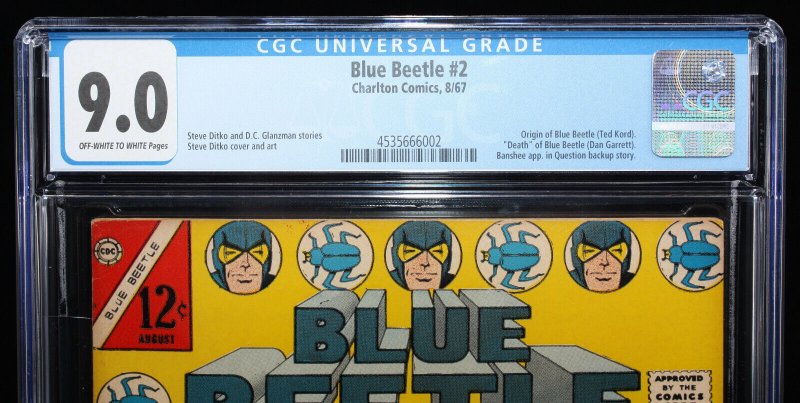 CGC UNIVERSAL GRADE
9.0
OFF-WHITE TO WHITE Pages
Blue Beetle #2
Charlton Comics, 8/67
Steve Ditko and D.C. Glanzman stories
Steve Ditko cover and art
4535666002
Origin of Blue Beetle (Ted Kord).
"Death" of Blue Beetle (Dan Garrett).
Banshee app. in Question backup story.
CGC
CDC
BLUE BEETLE
12¢
AUGUST
BLUE
BEETLE
APPROVED
BY THE
COMICS